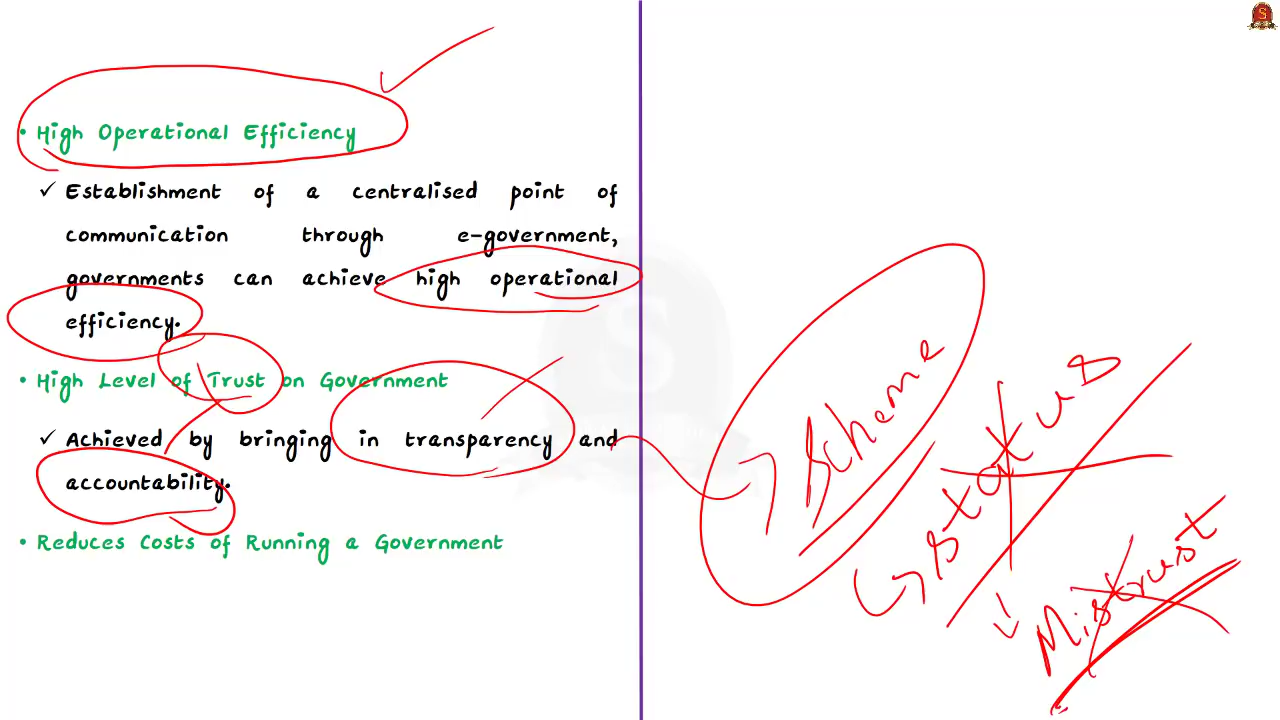 • High Operational Efficiency
✓ Establishment of a centralised point of
communication through e-government,
governments can achieve high operational
efficiency.
• High Level of Trust on Government
✓ Achieved by bringing in transparency and
accountability.
• Reduces Costs of Running a Government
Scheme
status
Mistrust
S